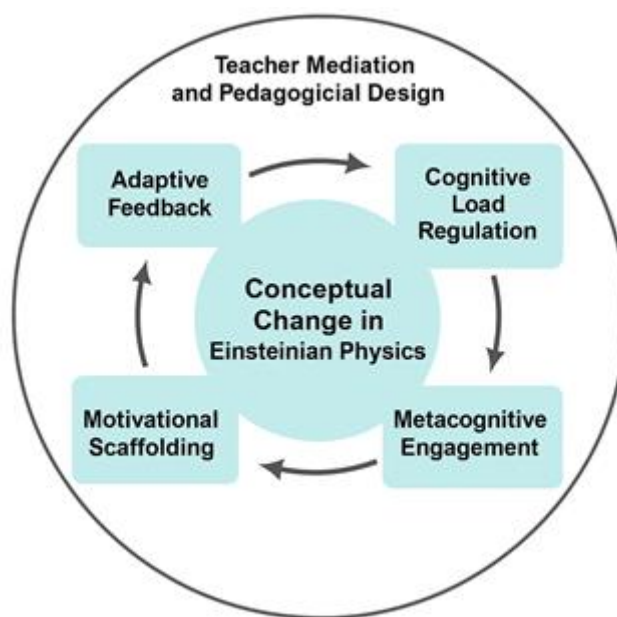 Teacher Mediation
and Pedagogicial Design
Adaptive
Feedback
Cognitive
Load
Regulation
Conceptual
Change in
Einsteinian Physics
Motivational
Scaffolding
Metacognitive
Engagement